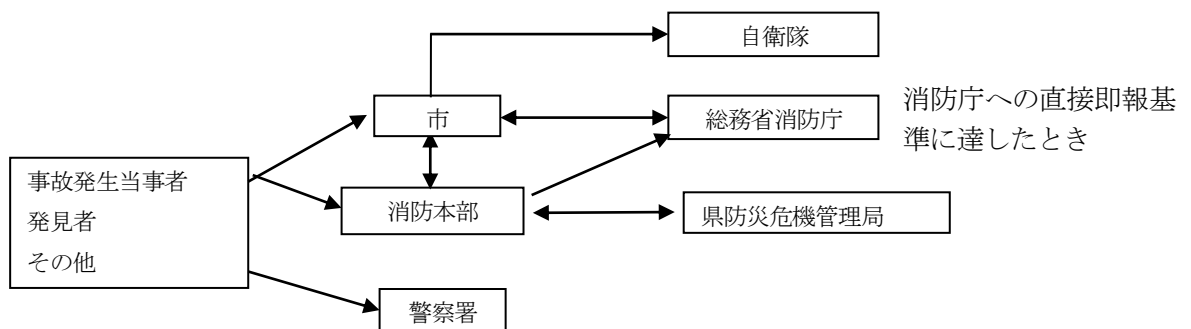 自衛隊
市
総務省消防庁
消防庁への直接即報基
準に達したとき
事故発生当事者
発見者
その他
消防本部
県防災危機管理局
警察署